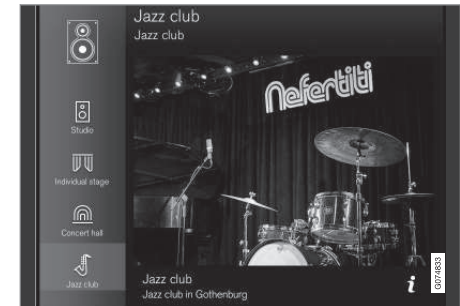 Jazz club
Jazz club
Nefertiti
Studio
Individual stage
Concert hall
Jazz club
Jazz club
Jazz club in Gothenburg
i
G074833